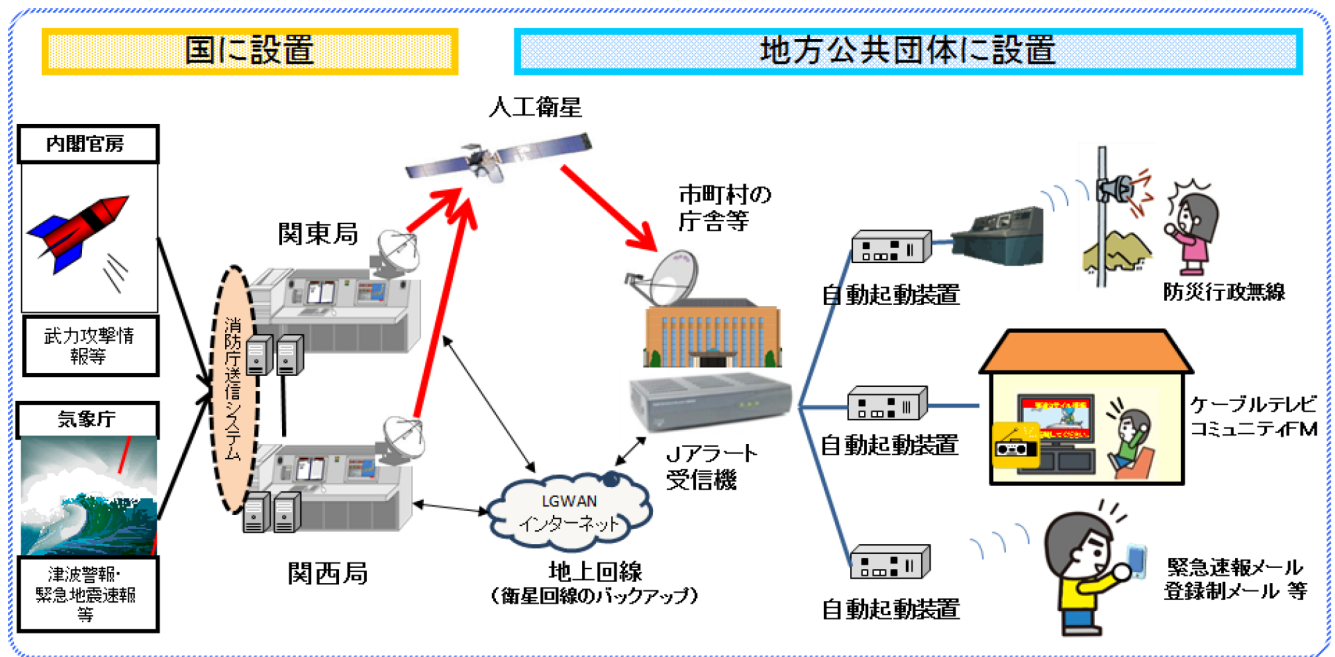 国に設置
地方公共団体に設置
人工衛星
内閣官房
武力攻撃情
報等
気象庁
津波警報・
緊急地震速報
等
消防庁送信システム
関東局
関西局
市町村の
庁舎等
Jアラート
受信機
LGWAN
インターネット
地上回線
（衛星回線のバックアップ）
自動起動装置
防災行政無線
自動起動装置
ケーブルテレビ
コミュニティFM
自動起動装置
緊急速報メール
登録制メール 等